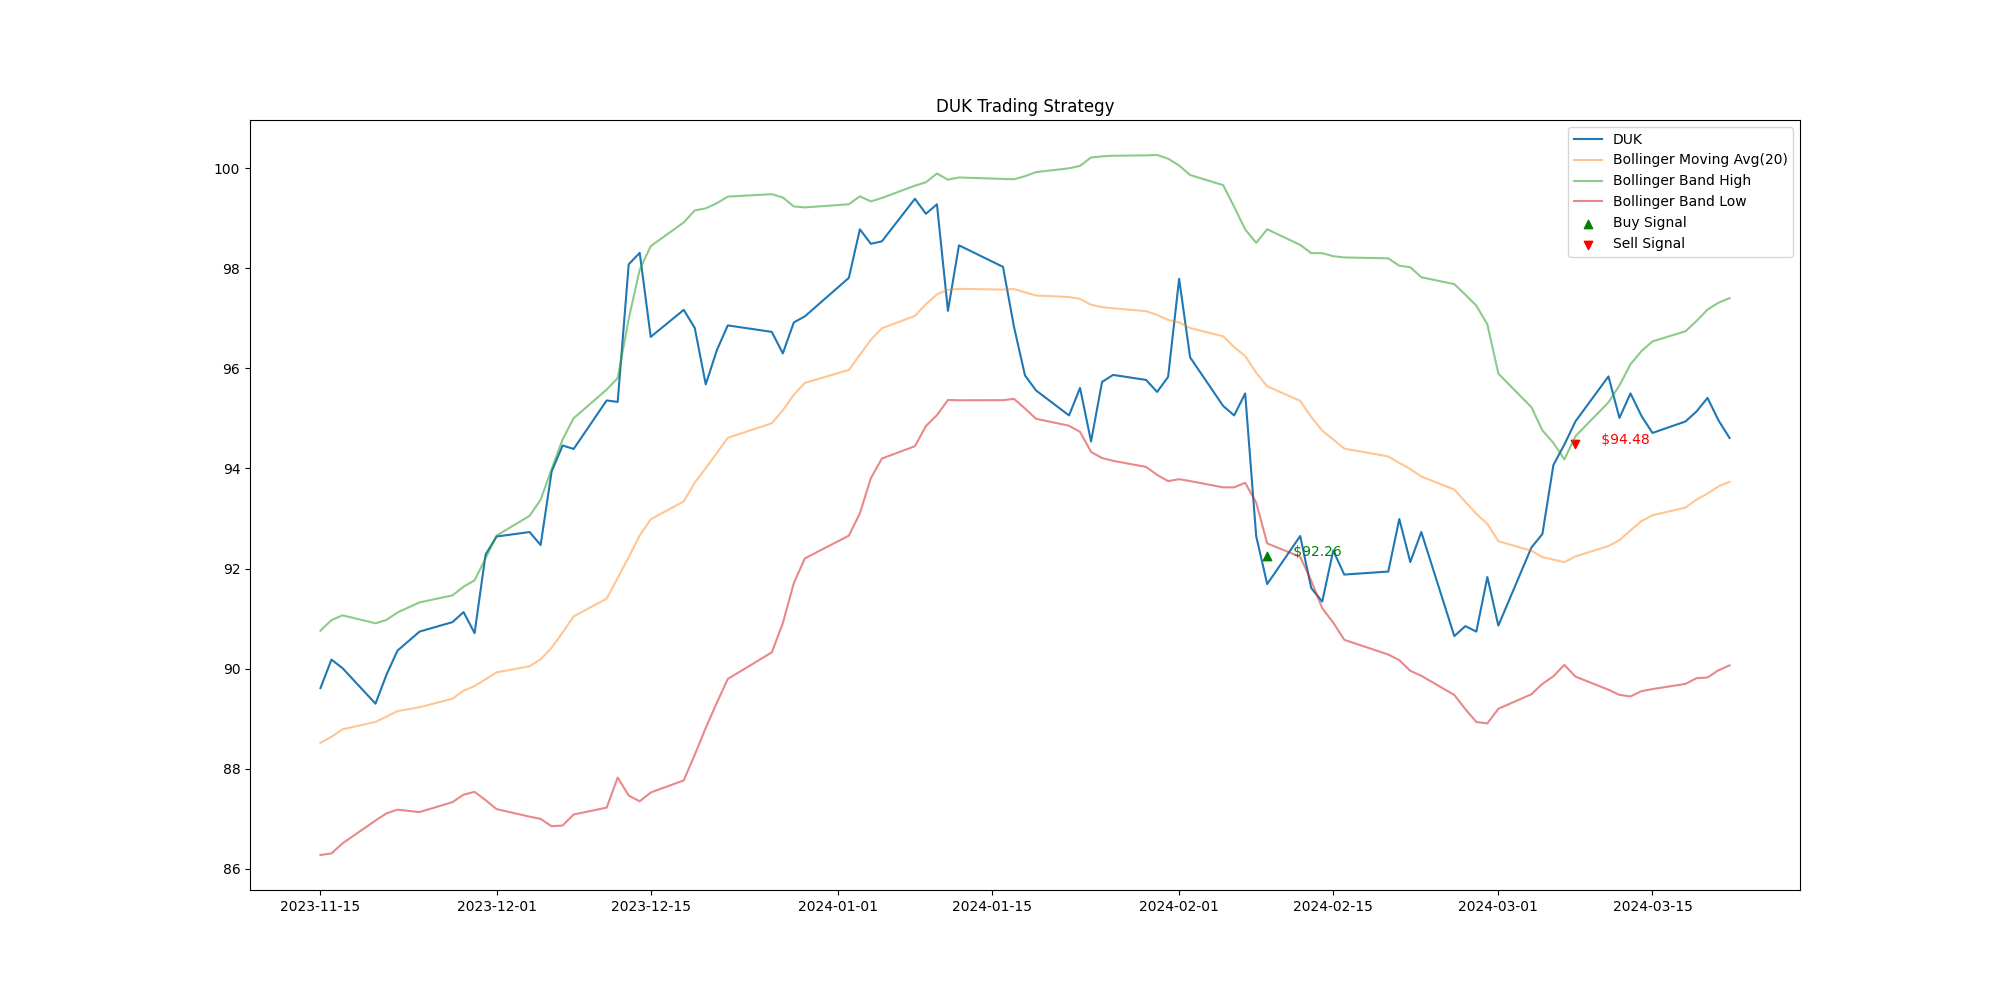 DUK Trading Strategy
DUK
Bollinger Moving Avg(20)
Bollinger Band High
Bollinger Band Low
Buy Signal
Sell Signal
100
98
96
94
92
90
88
86
$94.48
$92.26
2023-11-15 2023-12-01 2023-12-15 2024-01-01 2024-01-15 2024-02-01 2024-02-15 2024-03-01 2024-03-15